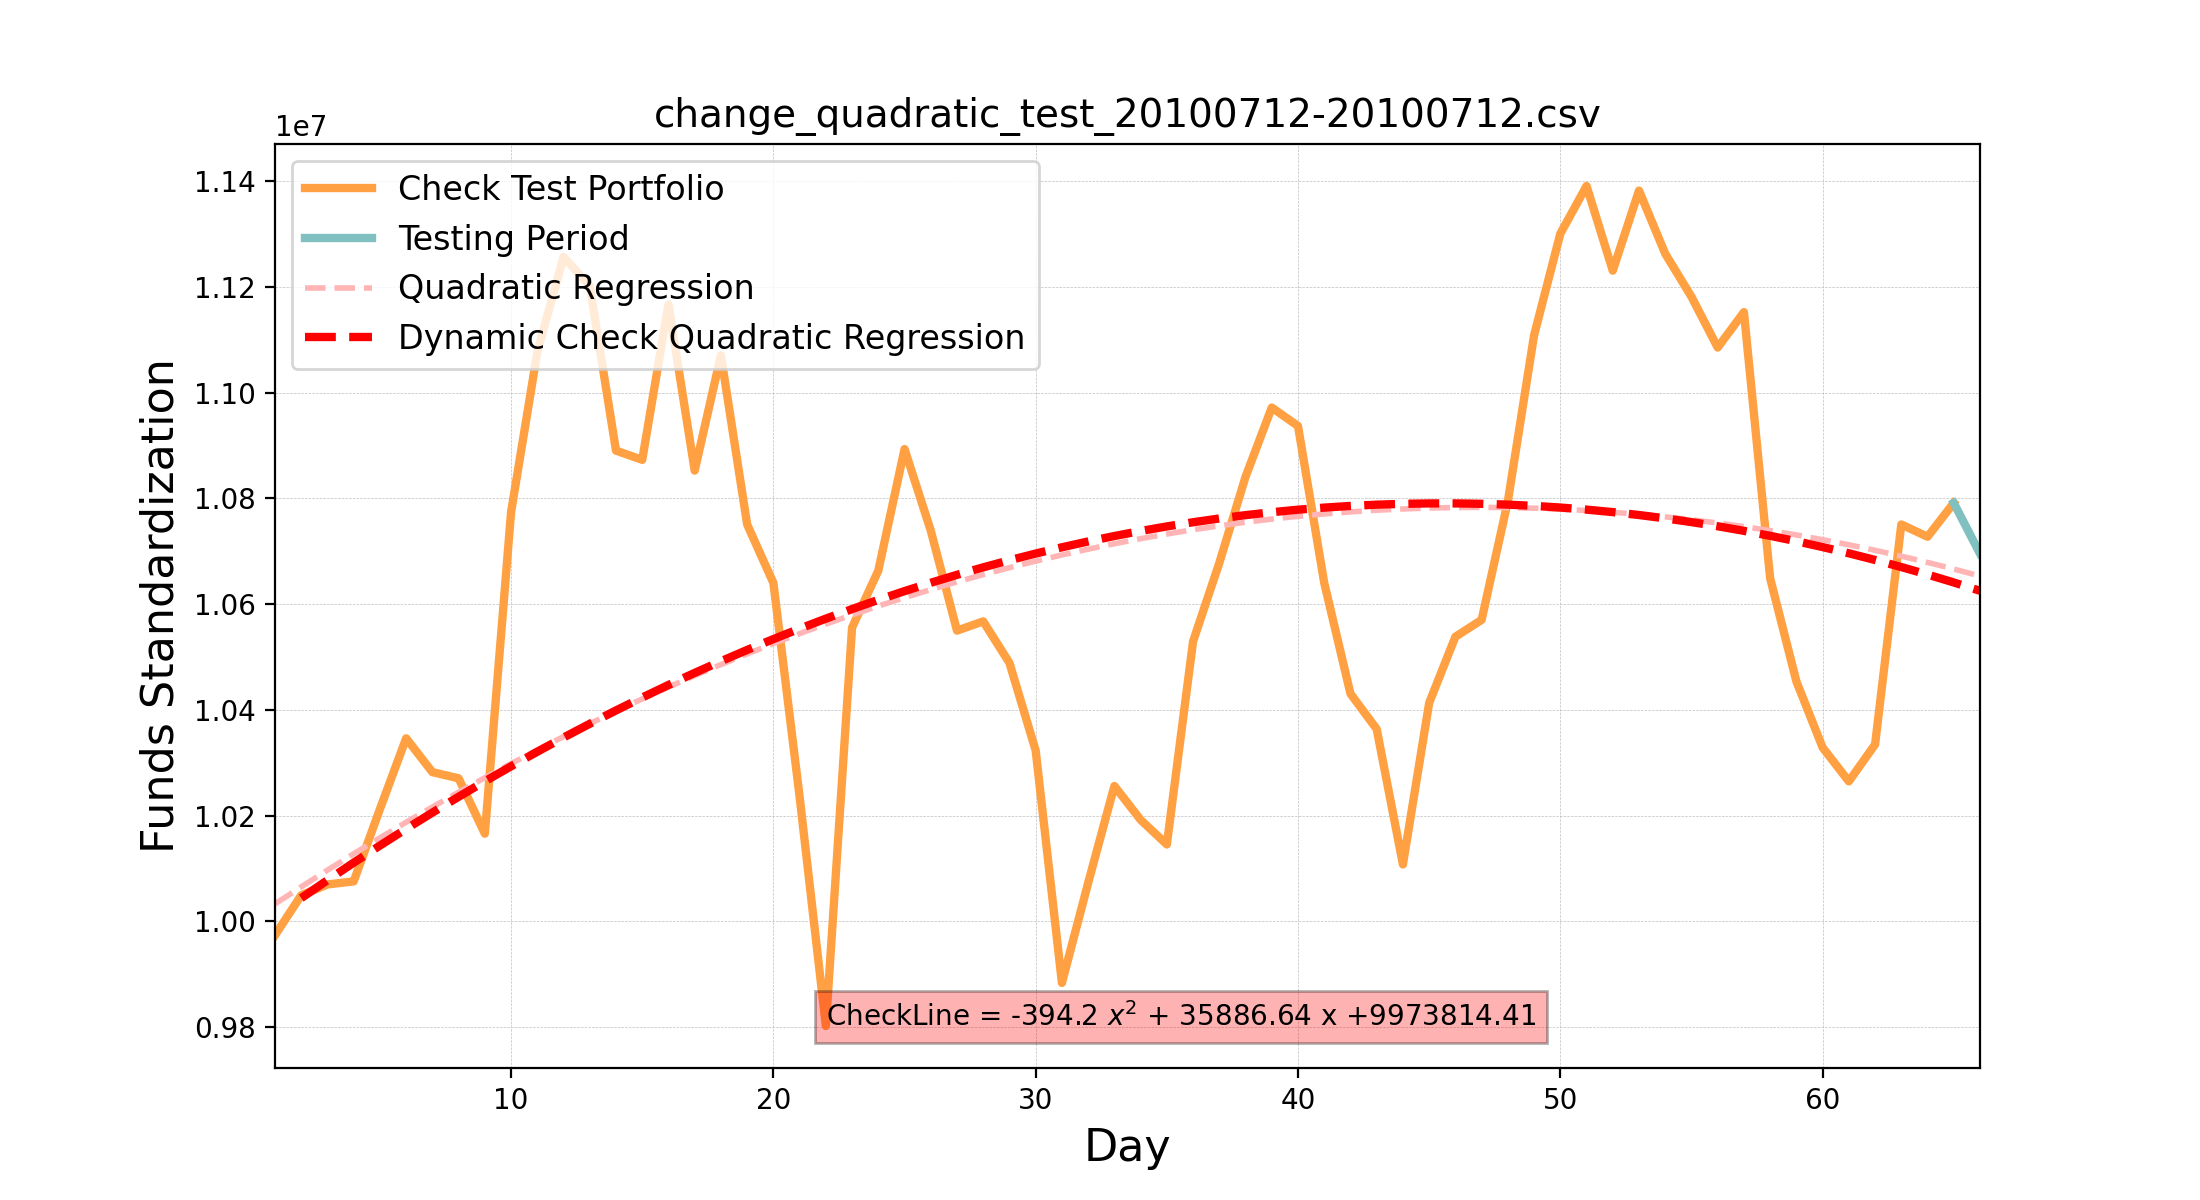 change_quadratic_test_20100712-20100712.csv
1e7
Check Test Portfolio
Testing Period
Quadratic Regression
Dynamic Check Quadratic Regression
1.14
1.12
1.10
1.08
1.06
1.04
1.02
1.00
0.98
Funds Standardization
CheckLine = -394.2 x² + 35886.64 x +9973814.41
10 20 30 40 50 60
Day